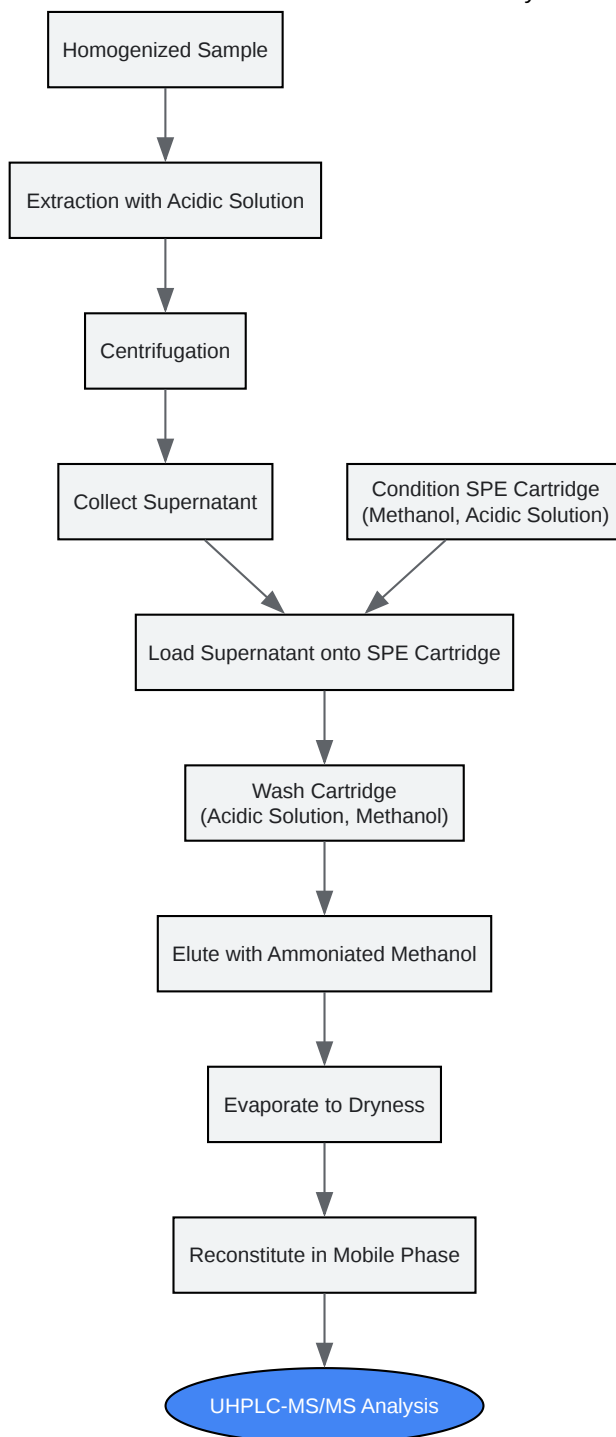 Homogenized Sample
Extraction with Acidic Solution
Centrifugation
Collect Supernatant
Condition SPE Cartridge
(Methanol, Acidic Solution)
Load Supernatant onto SPE Cartridge
Wash Cartridge
(Acidic Solution, Methanol)
Elute with Ammoniated Methanol
Evaporate to Dryness
Reconstitute in Mobile Phase
UHPLC-MS/MS Analysis